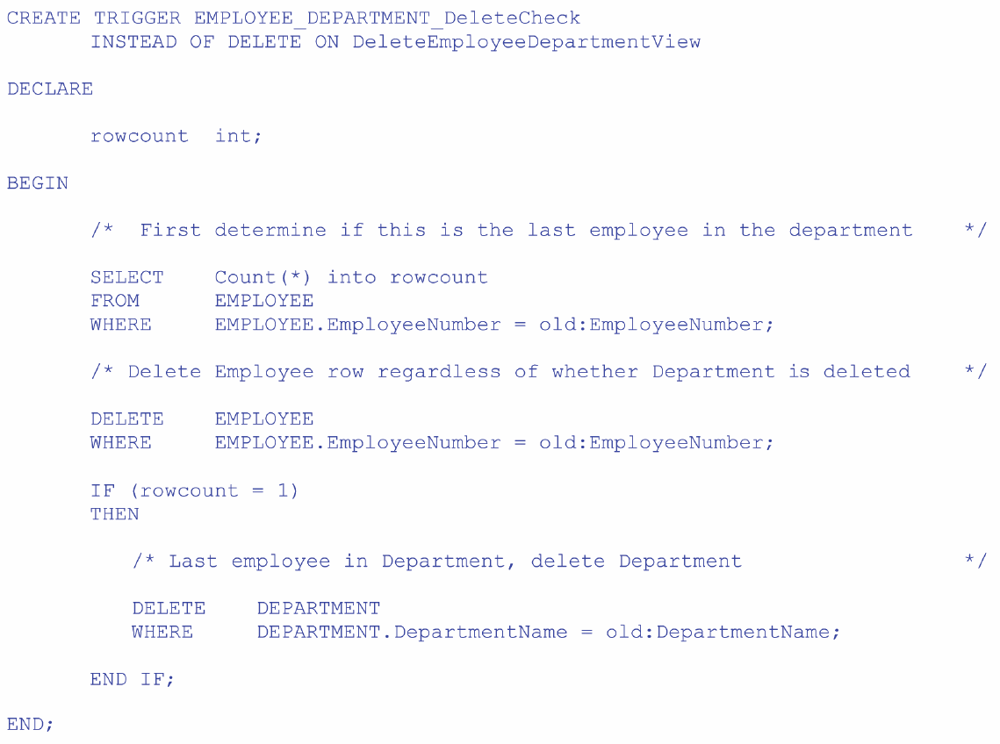 CREATE TRIGGER EMPLOYEE_DEPARTMENT_DeleteCheck
INSTEAD OF DELETE ON DeleteEmployeeDepartmentView
DECLARE
rowcount int;
BEGIN
/* First determine if this is the last employee in the department */
SELECT Count(*) into rowcount
FROM EMPLOYEE
WHERE EMPLOYEE.EmployeeNumber = old:EmployeeNumber;
/* Delete Employee row regardless of whether Department is deleted */
DELETE EMPLOYEE
WHERE EMPLOYEE.EmployeeNumber = old:EmployeeNumber;
IF (rowcount = 1)
THEN
/* Last employee in Department, delete Department */
DELETE DEPARTMENT
WHERE DEPARTMENT.DepartmentName = old:DepartmentName;
END IF;
END;